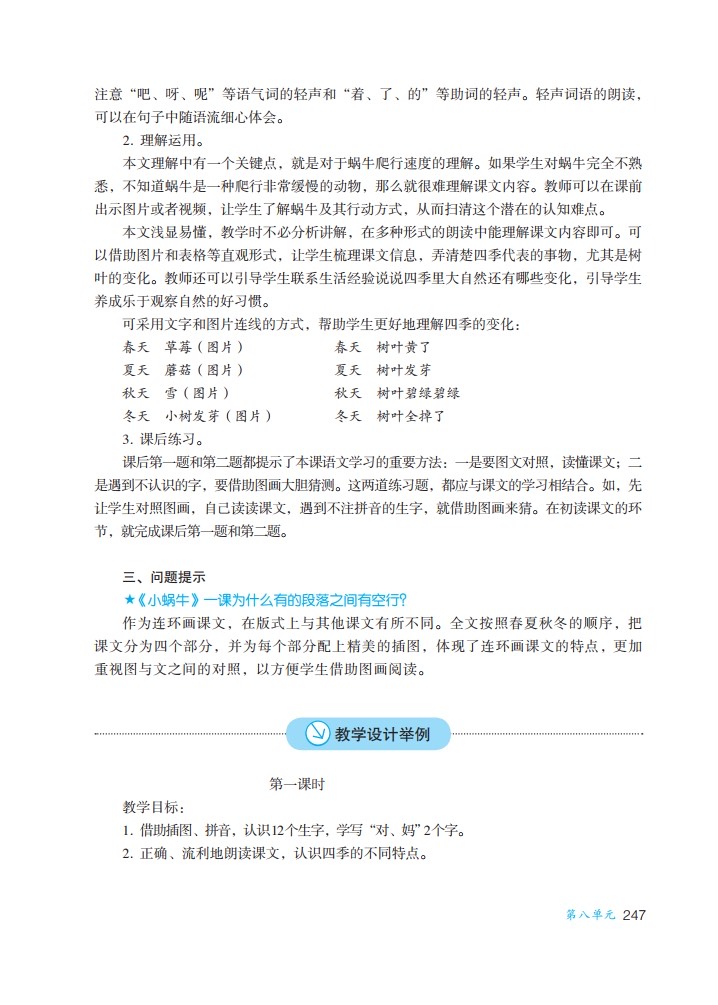 注意“吧、呀、呢”等语气词的轻声和“着、了、的”等助词的轻声。轻声词语的朗读，
可以在句子中随语流细心体会。
2. 理解运用。
本文理解中有一个关键点，就是对于蜗牛爬行速度的理解。如果学生对蜗牛完全不熟
悉，不知道蜗牛是一种爬行非常缓慢的动物，那么就很难理解课文内容。教师可以在课前
出示图片或者视频，让学生了解蜗牛及其行动方式，从而扫清这个潜在的认知难点。
本文浅显易懂，教学时不必分析讲解，在多种形式的朗读中能理解课文内容即可。可
以借助图片和表格等直观形式，让学生梳理课文信息，弄清楚四季代表的事物，尤其是树
叶的变化。教师还可以引导学生联系生活经验说说四季里大自然还有哪些变化，引导学生
养成乐于观察自然的好习惯。
可采用文字和图片连线的方式，帮助学生更好地理解四季的变化：
春天 草莓（图片） 春天 树叶黄了
夏天 蘑菇（图片） 夏天 树叶发芽
秋天 雪（图片） 秋天 树叶碧绿碧绿
冬天 小树发芽（图片） 冬天 树叶全掉了
3. 课后练习。
课后第一题和第二题都提示了本课语文学习的重要方法：一是要图文对照，读懂课文；二
是遇到不认识的字，要借助图画大胆猜测。这两道练习题，都应与课文的学习相结合。如，先
让学生对照图画，自己读读课文，遇到不注拼音的生字，就借助图画来猜。在初读课文的环
节，就完成课后第一题和第二题。
三、问题提示
★《小蜗牛》一课为什么有的段落之间有空行？
作为连环画课文，在版式上与其他课文有所不同。全文按照春夏秋冬的顺序，把
课文分为四个部分，并为每个部分配上精美的插图，体现了连环画课文的特点，更加
重视图与文之间的对照，以方便学生借助图画阅读。
教学设计举例
第一课时
教学目标：
1. 借助插图、拼音，认识12个生字，学写“对、妈”2个字。
2. 正确、流利地朗读课文，认识四季的不同特点。
第八单元 247